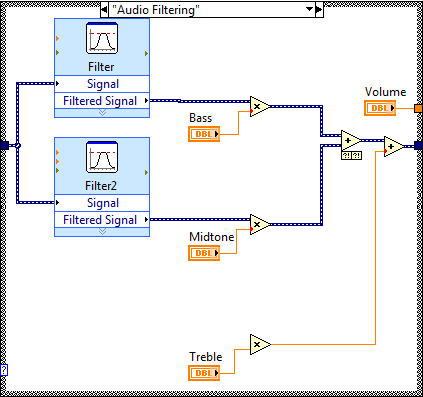 "Audio Filtering"
Filter
Signal
Filtered Signal
Volume
DBL
Bass
DBL
Filter2
Signal
Filtered Signal
Midtone
DBL
Treble
DBL